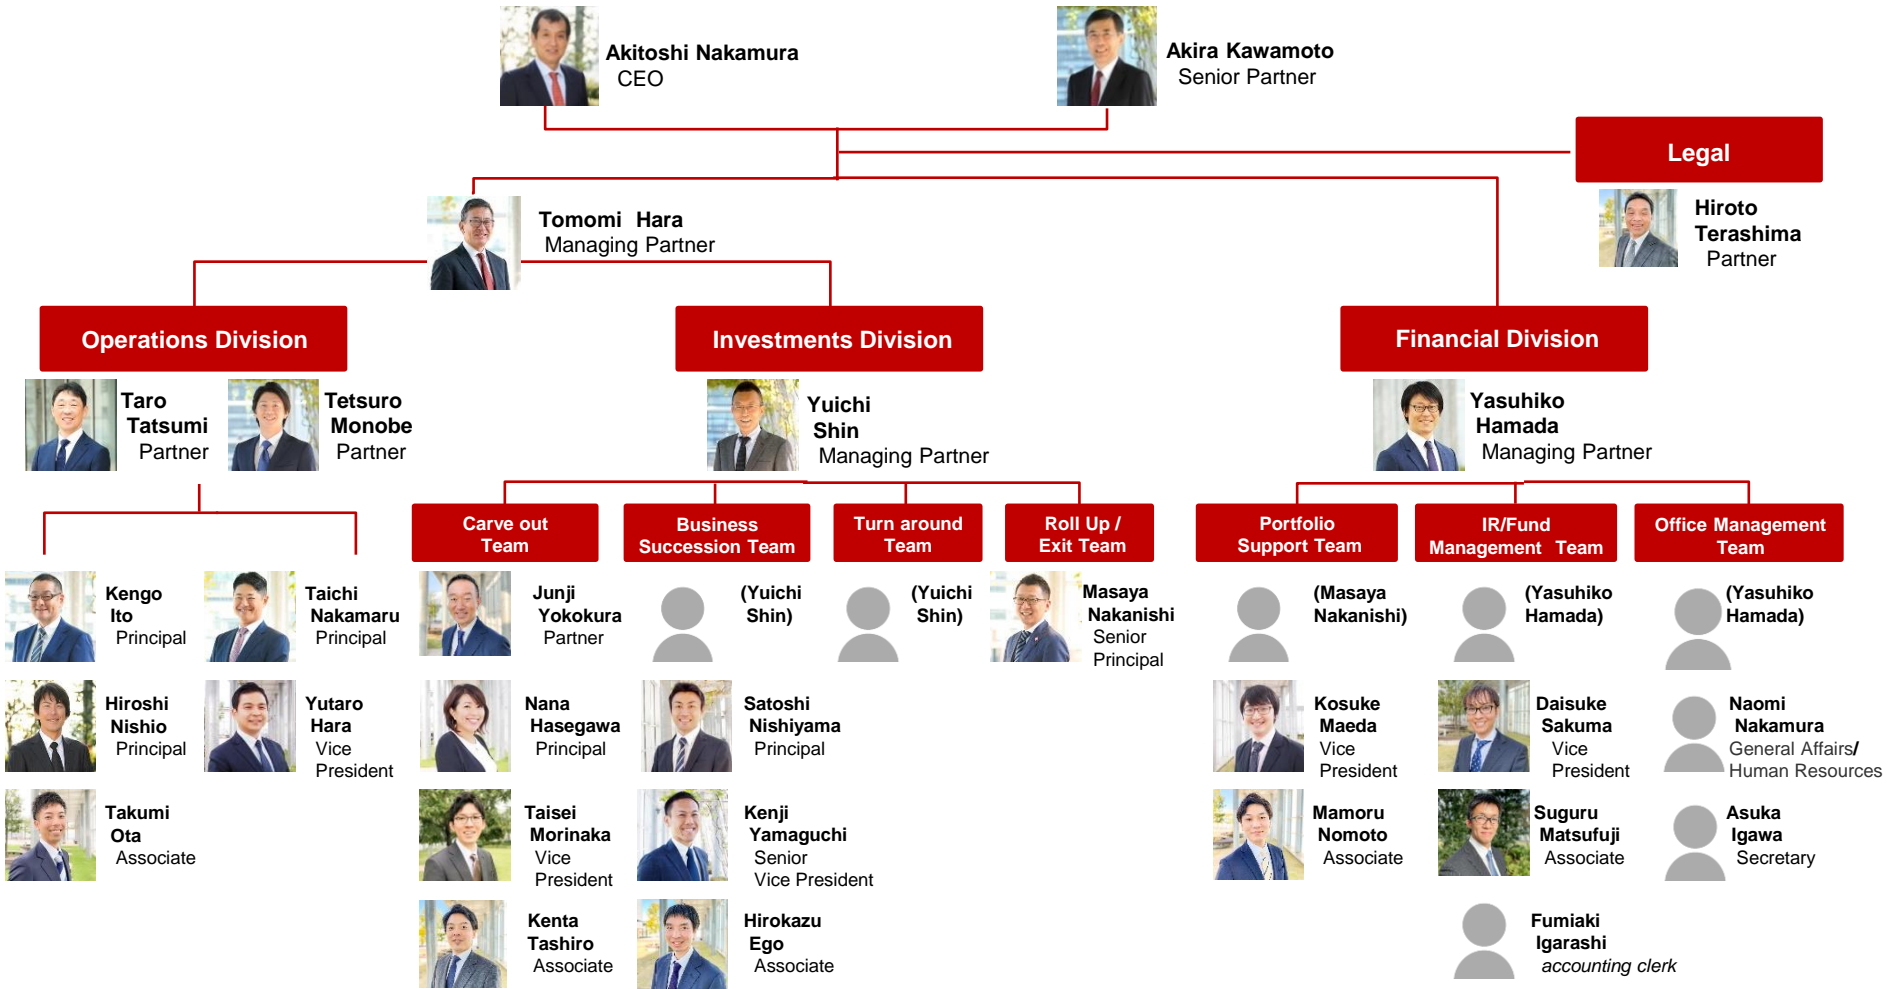 Akitoshi Nakamura
CEO
Akira Kawamoto
Senior Partner
Legal
Hiroto
Terashima
Partner
Tomomi Hara
Managing Partner
Operations Division
Investments Division
Financial Division
Taro
Tatsumi
Partner
Tetsuro
Monobe
Partner
Yuichi
Shin
Managing Partner
Yasuhiko
Hamada
Managing Partner
Carve out
Team
Business
Succession Team
Turn around
Team
Roll Up /
Exit Team
Portfolio
Support Team
IR/Fund
Management Team
Office Management
Team
Kengo
Ito
Principal
Taichi
Nakamaru
Principal
Junji
Yokokura
Partner
(Yuichi
Shin)
(Yuichi
Shin)
Masaya
Nakanishi
Senior
Principal
(Masaya
Nakanishi)
(Yasuhiko
Hamada)
(Yasuhiko
Hamada)
Hiroshi
Nishio
Principal
Yutaro
Hara
Vice
President
Nana
Hasegawa
Principal
Satoshi
Nishiyama
Principal
Kosuke
Maeda
Vice
President
Daisuke
Sakuma
Vice
President
Naomi
Nakamura
General Affairs/
Human Resources
Takumi
Ota
Associate
Taisei
Morinaka
Vice
President
Kenji
Yamaguchi
Senior
Vice President
Mamoru
Nomoto
Associate
Suguru
Matsufuji
Associate
Asuka
Igawa
Secretary
Kenta
Tashiro
Associate
Hirokazu
Ego
Associate
Fumiaki
Igarashi
accounting clerk